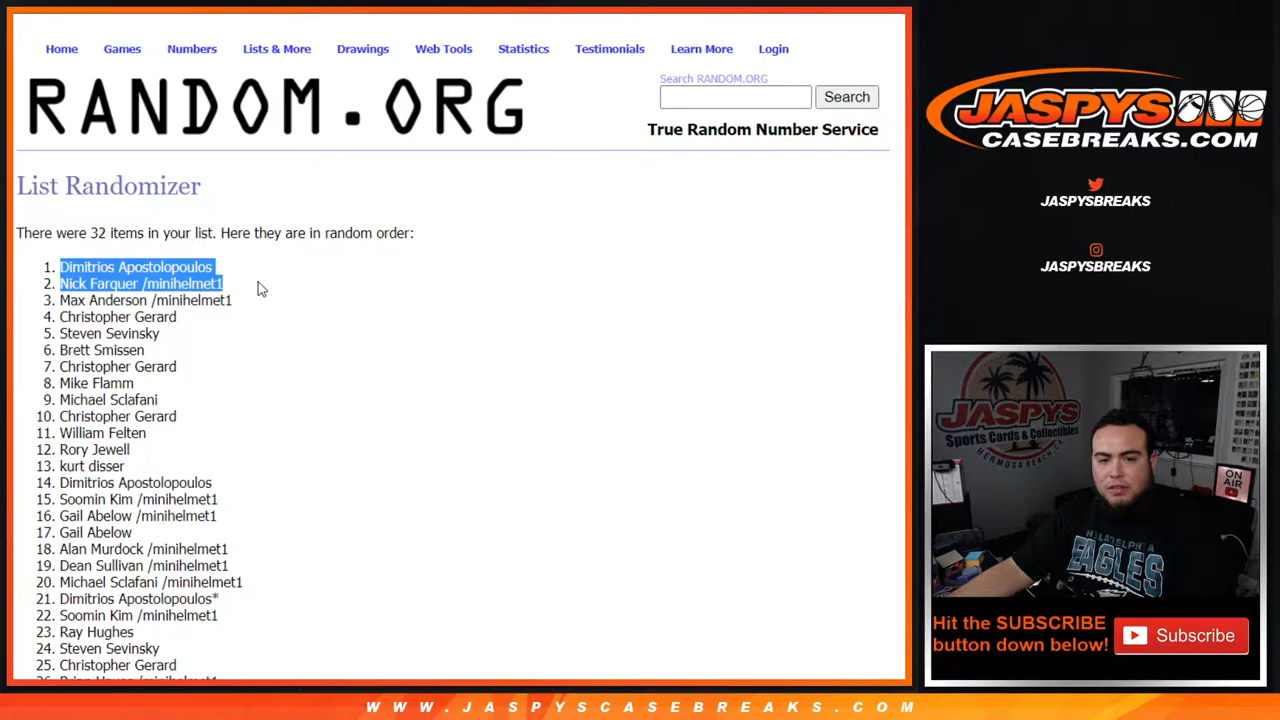 Home Games Numbers Lists & More Drawings Web Tools Statistics Testimonials Learn More Login
RANDOM.ORG
Search RANDOM.ORG
Search
True Random Number Service
List Randomizer
There were 32 items in your list. Here they are in random order:
1. Dimitrios Apostolopoulos
2. Nick Farquer /minihelmet1
3. Max Anderson /minihelmet1
4. Christopher Gerard
5. Steven Sevinsky
6. Brett Smissen
7. Christopher Gerard
8. Mike Flamm
9. Michael Sclafani
10. Christopher Gerard
11. William Felten
12. Rory Jewell
13. kurt disser
14. Dimitrios Apostolopoulos
15. Soomin Kim /minihelmet1
16. Gail Abelow /minihelmet1
17. Gail Abelow
18. Alan Murdock /minihelmet1
19. Dean Sullivan /minihelmet1
20. Michael Sclafani /minihelmet1
21. Dimitrios Apostolopoulos*
22. Soomin Kim /minihelmet1
23. Ray Hughes
24. Steven Sevinsky
25. Christopher Gerard
JASPYS
CASEBREAKS.COM
JASPYSBREAKS
JASPYSBREAKS
JASPYS
Sports Cards & Collectibles
HERMOSA BEACH
ON
AIR
PHILADELPHIA
EAGLES
Hit the SUBSCRIBE
button down below!
Subscribe
WWW.JASPYSCASEBREAKS.COM